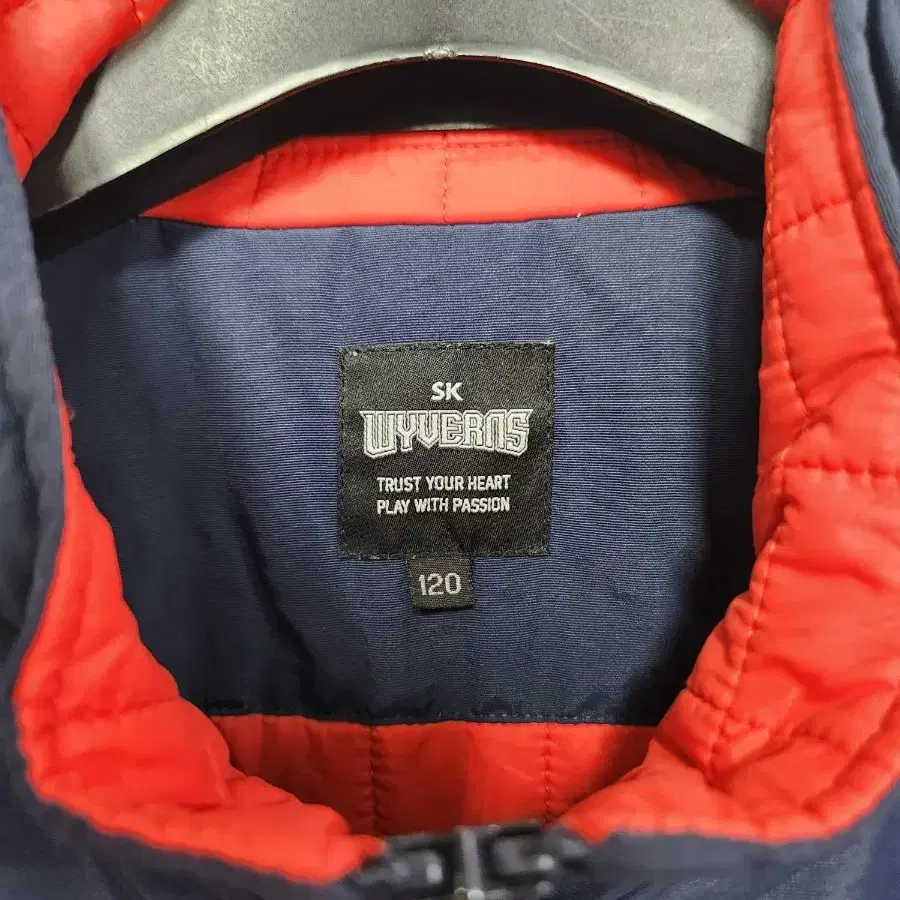 SK
WYVERNS
TRUST YOUR HEART
PLAY WITH PASSION
120